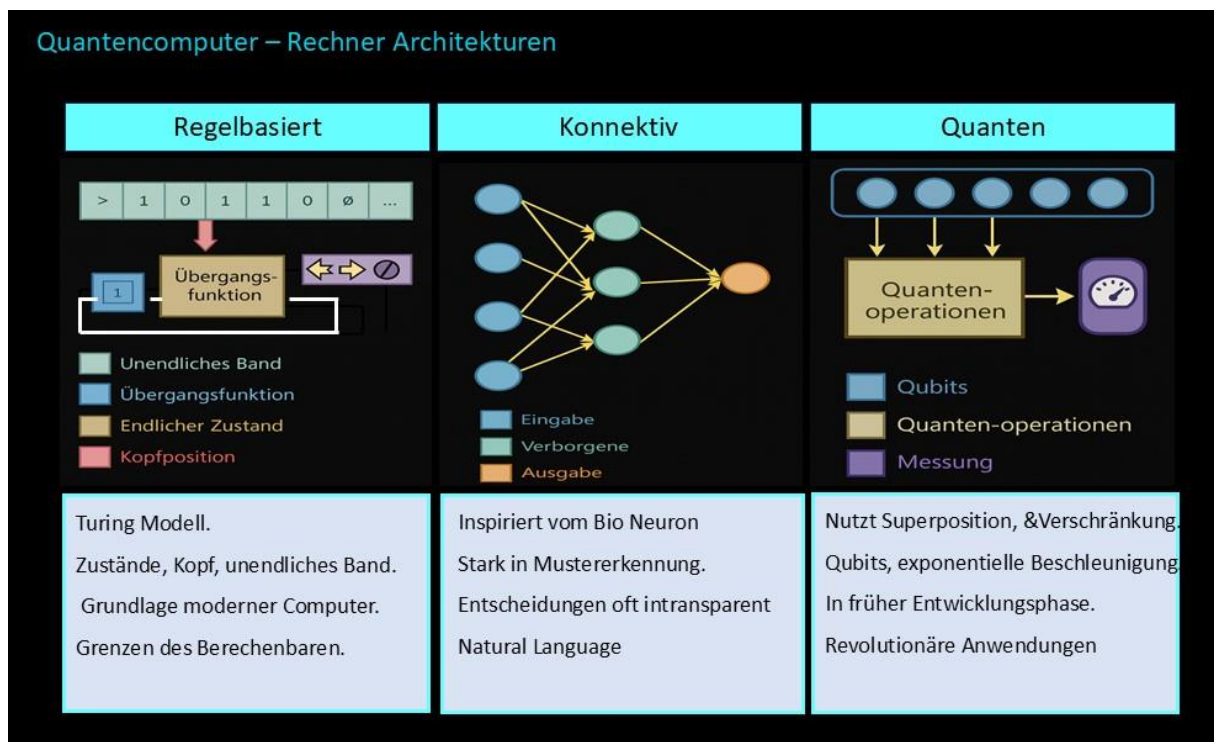 Quantencomputer – Rechner Architekturen
Regelbasiert
> 1 0 1 1 0 ø ...
Übergangs-
funktion
1
Unendliches Band
Übergangsfunktion
Endlicher Zustand
Kopfposition
Turing Modell.
Zustände, Kopf, unendliches Band.
Grundlage moderner Computer.
Grenzen des Berechenbaren.
Konnektiv
Eingabe
Verborgene
Ausgabe
Inspiriert vom Bio Neuron
Stark in Mustererkennung.
Entscheidungen oft intransparent
Natural Language
Quanten
Quanten-
operationen
Qubits
Quanten-operationen
Messung
Nutzt Superposition, &Verschränkung.
Qubits, exponentielle Beschleunigung.
In früher Entwicklungsphase.
Revolutionäre Anwendungen